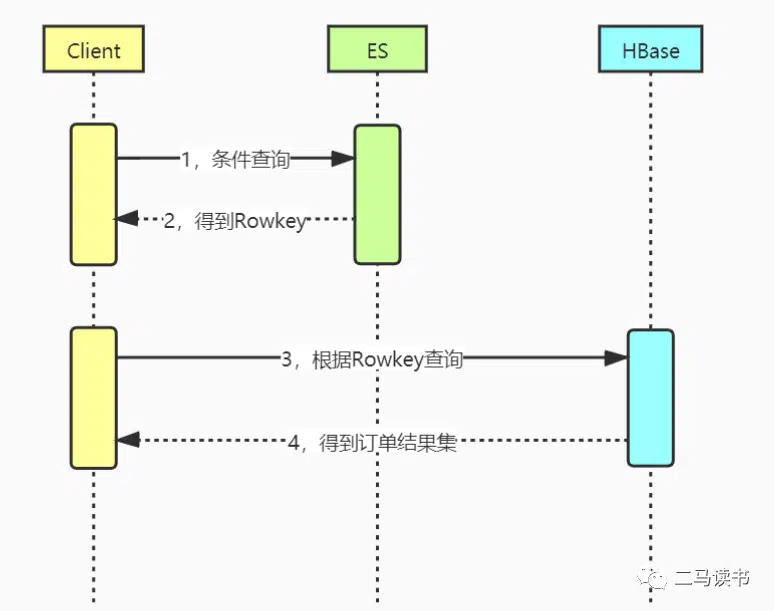 Client
ES
HBase
1，条件查询
2，得到Rowkey
3，根据Rowkey查询
4，得到订单结果集
二马读书